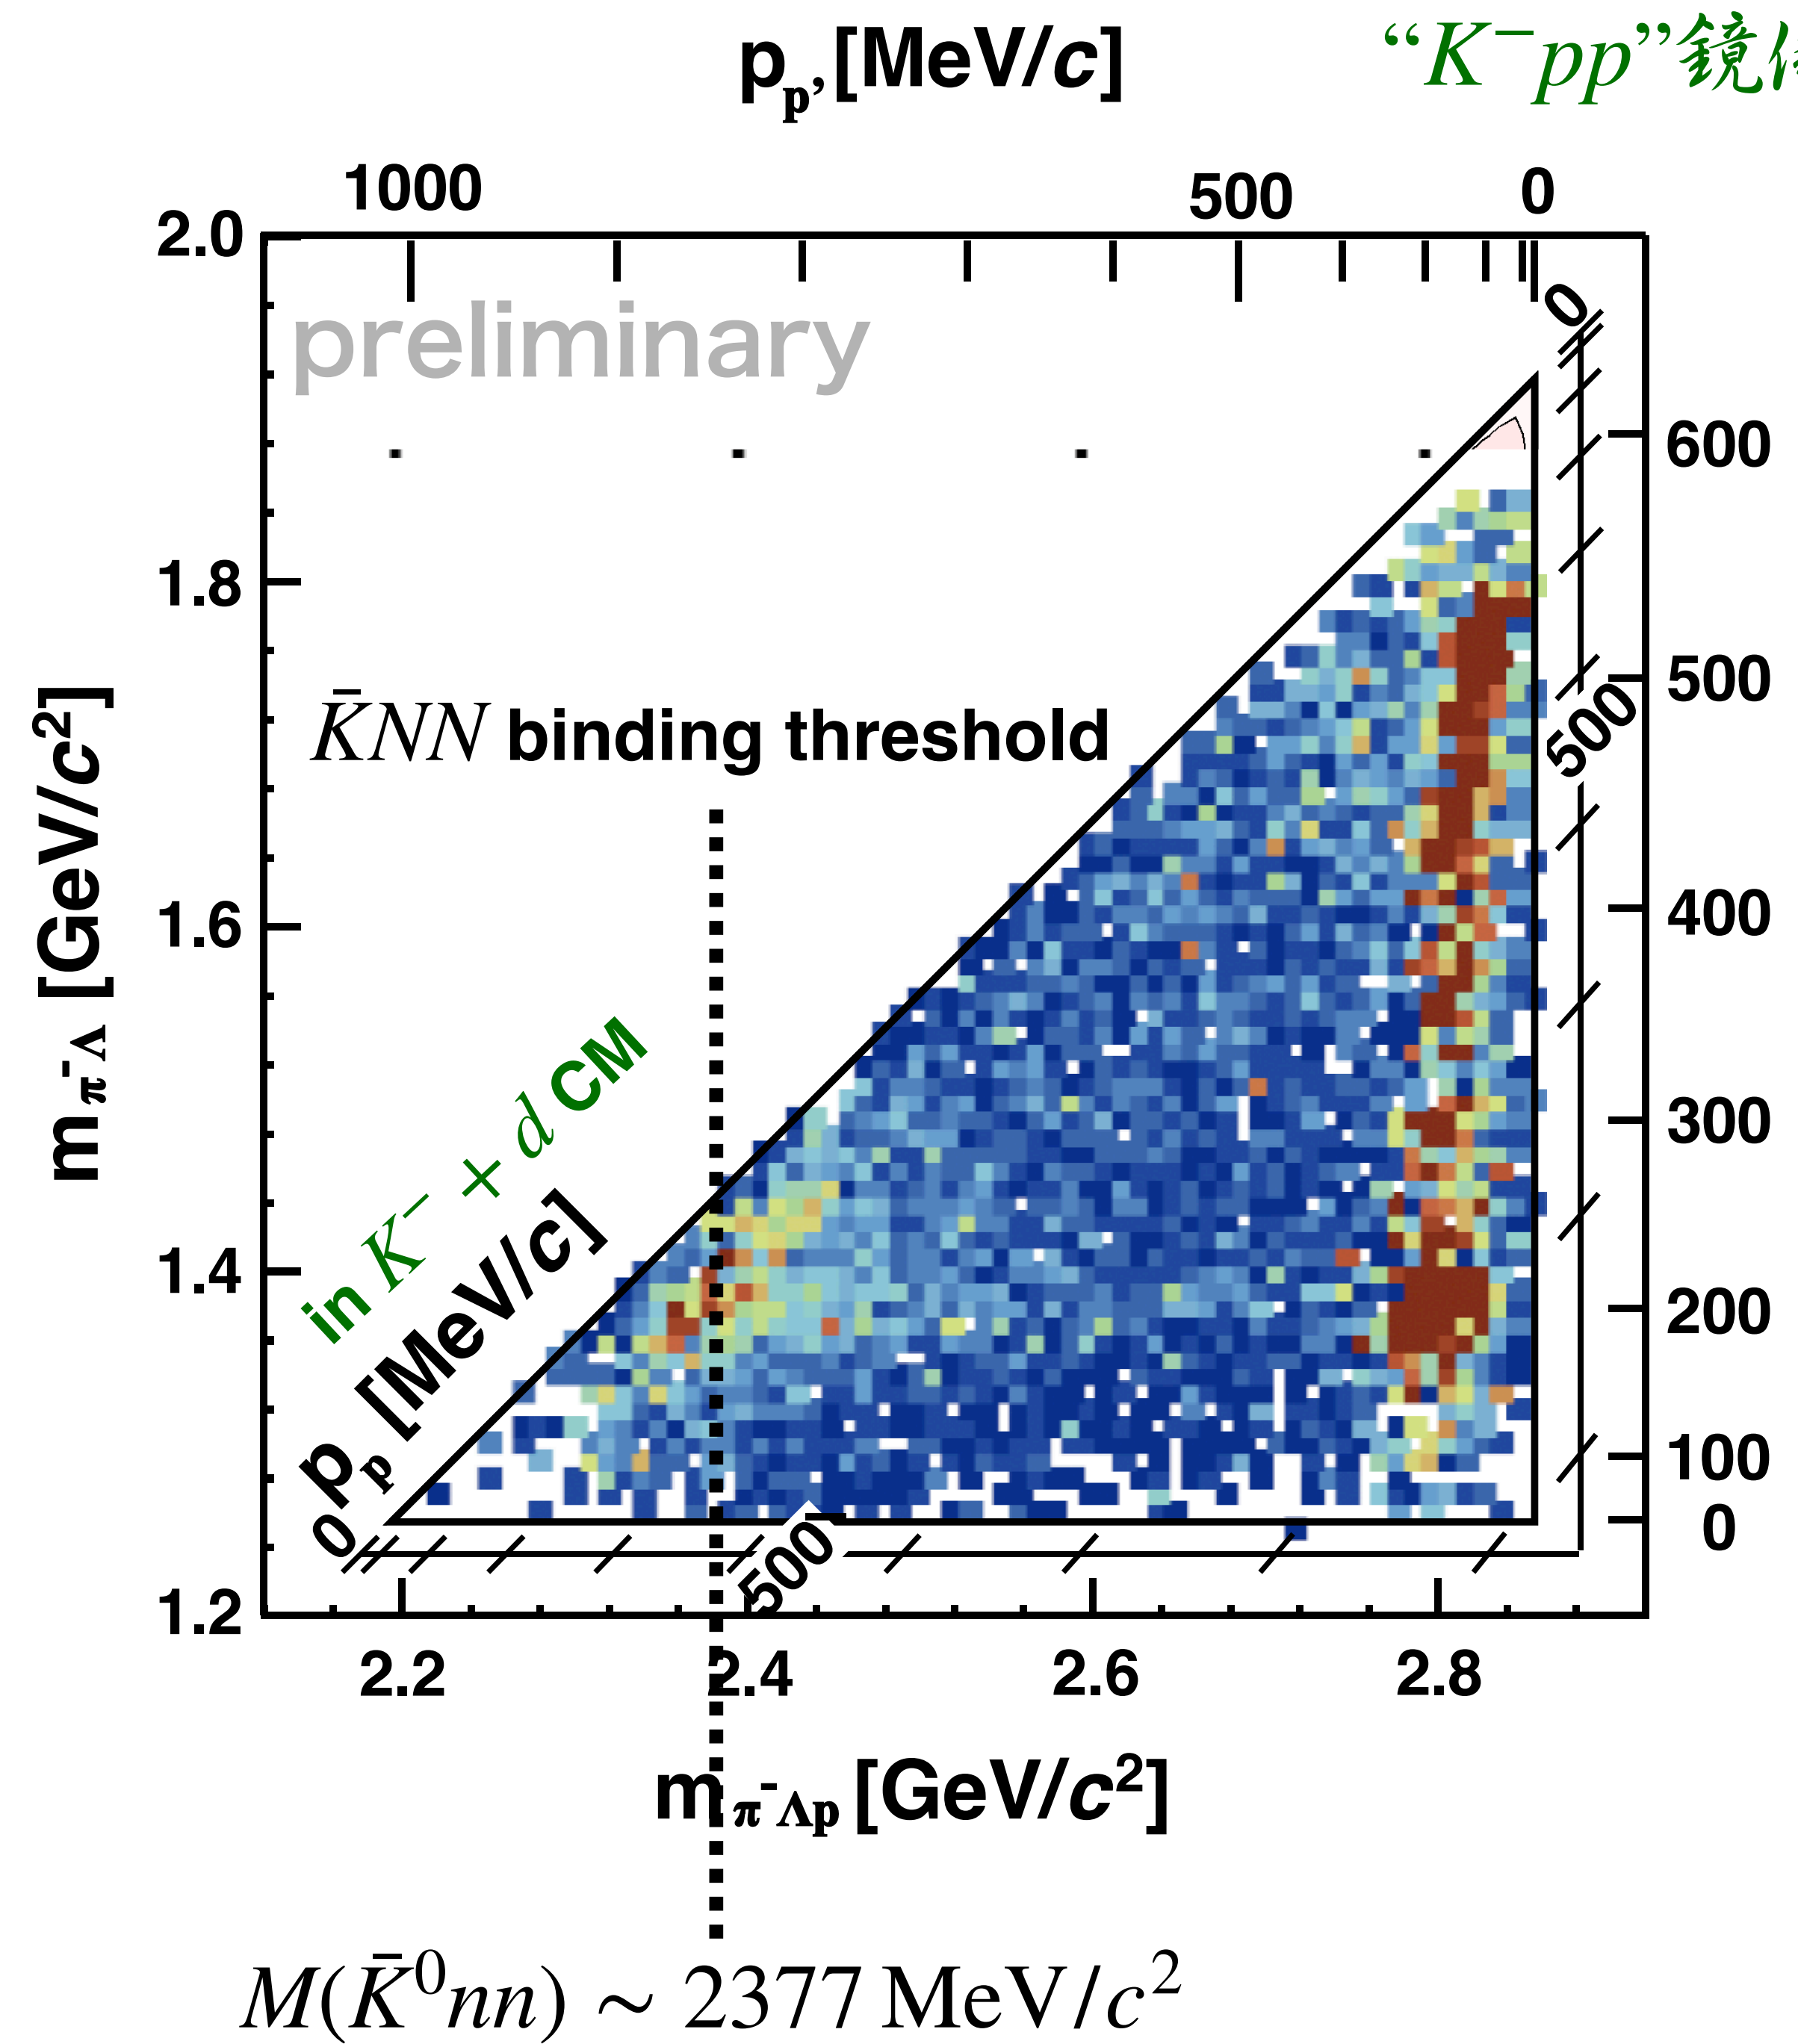 p_p' [MeV/c]
“K⁻pp”鏡
1000 500 0
2.0
preliminary
0
600
1.8
500
K̄NN binding threshold
500
m_π⁻Λ [GeV/c²]
1.6
400
300
in K⁻ + d CM
1.4
p_p [MeV/c]
200
100
0
0
500
1.2
2.2 2.4 2.6 2.8
m_π⁻Λp [GeV/c²]
M(K̄⁰nn) ∼ 2377 MeV/c²